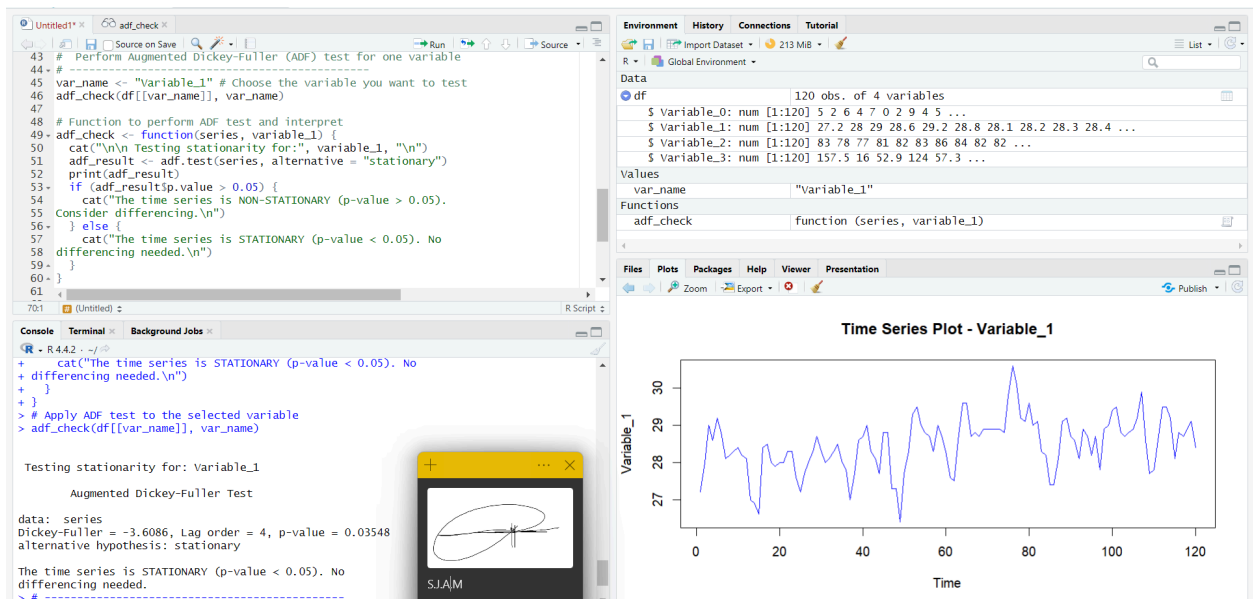 Untitled1* × adf_check ×
Source on Save Run Source
43 # Perform Augmented Dickey-Fuller (ADF) test for one variable
44 # --------------------------------------------
45 var_name <- "Variable_1" # Choose the variable you want to test
46 adf_check(df[[var_name]], var_name)
47
48 # Function to perform ADF test and interpret
49 adf_check <- function(series, variable_1) {
50 cat("\n\n Testing stationarity for:", variable_1, "\n")
51 adf_result <- adf.test(series, alternative = "stationary")
52 print(adf_result)
53 if (adf_result$p.value > 0.05) {
54 cat("The time series is NON-STATIONARY (p-value > 0.05).
55 Consider differencing.\n")
56 } else {
57 cat("The time series is STATIONARY (p-value < 0.05). No
58 differencing needed.\n")
59 }
60 }
61
70:1 # (Untitled) R Script
Console Terminal × Background Jobs ×
R R 4.4.2 · ~/
+ cat("The time series is STATIONARY (p-value < 0.05). No
+ differencing needed.\n")
+ }
+ }
> # Apply ADF test to the selected variable
> adf_check(df[[var_name]], var_name)
Testing stationarity for: Variable_1
Augmented Dickey-Fuller Test
data: series
Dickey-Fuller = -3.6086, Lag order = 4, p-value = 0.03548
alternative hypothesis: stationary
The time series is STATIONARY (p-value < 0.05). No
differencing needed.
> # --------------------------------------------
S.J.A.M
Environment History Connections Tutorial
Import Dataset 213 MiB List
R Global Environment
Data
df 120 obs. of 4 variables
$ Variable_0: num [1:120] 5 2 6 4 7 0 2 9 4 5 ...
$ Variable_1: num [1:120] 27.2 28 29 28.6 29.2 28.8 28.1 28.2 28.3 28.4 ...
$ Variable_2: num [1:120] 83 78 77 81 82 83 86 84 82 82 ...
$ Variable_3: num [1:120] 157.5 16 52.9 124 57.3 ...
Values
var_name "Variable_1"
Functions
adf_check function (series, variable_1)
Files Plots Packages Help Viewer Presentation
Zoom Export Publish
Time Series Plot - Variable_1
Variable_1
30
29
28
27
0 20 40 60 80 100 120
Time